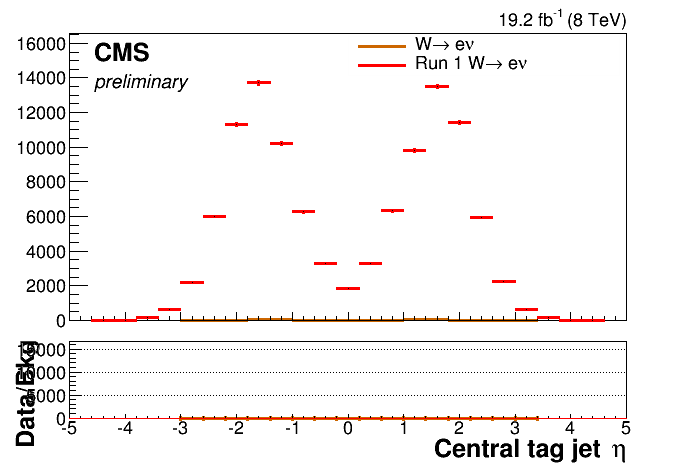 19.2 fb-1 (8 TeV)
CMS
preliminary
W→ eν
Run 1 W→ eν
16000
14000
12000
10000
8000
6000
4000
2000
0
Data/Bkg
5000
0
-5 -4 -3 -2 -1 0 1 2 3 4 5
Central tag jet η